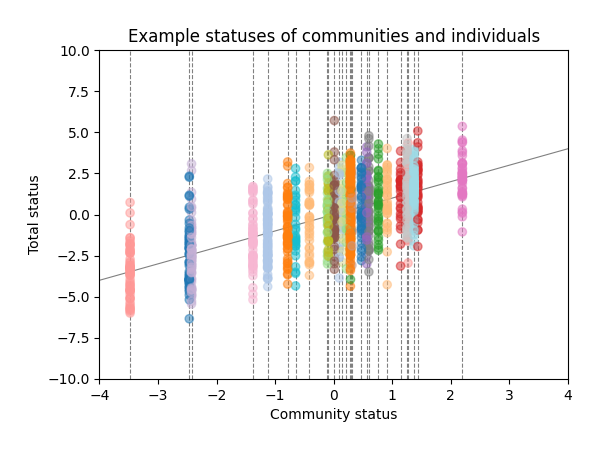 Example statuses of communities and individuals
10.0
7.5
5.0
2.5
0.0
−2.5
−5.0
−7.5
−10.0
Total status
−4 −3 −2 −1 0 1 2 3 4
Community status